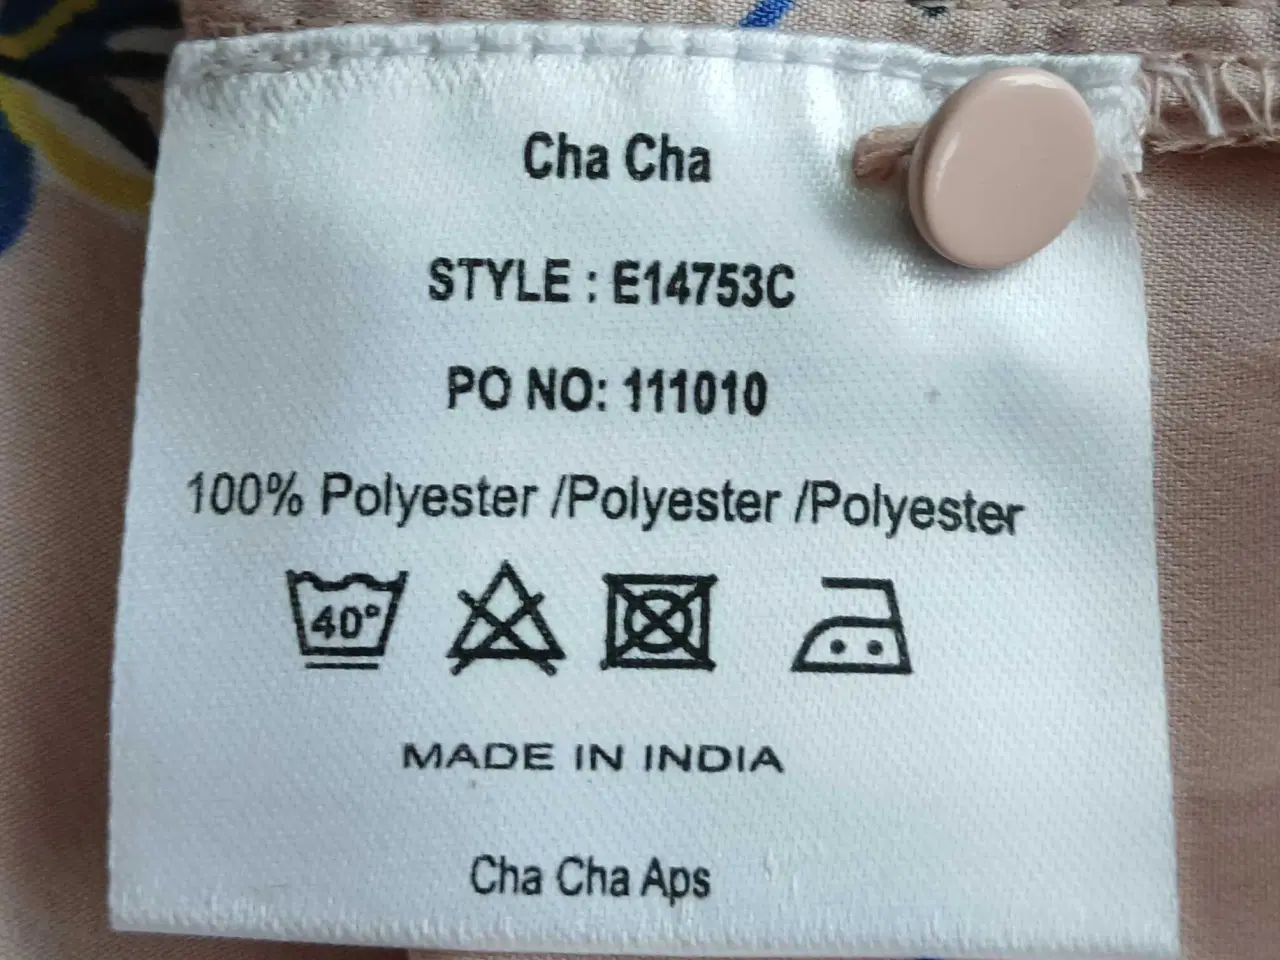 Cha Cha
STYLE : E14753C
PO NO: 111010
100% Polyester /Polyester /Polyester
40°
MADE IN INDIA
Cha Cha Aps